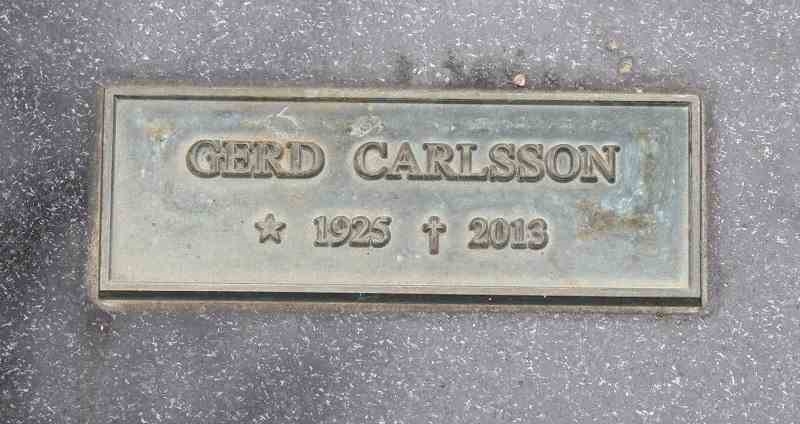 GERD CARLSSON
★ 1925 ✝ 2013